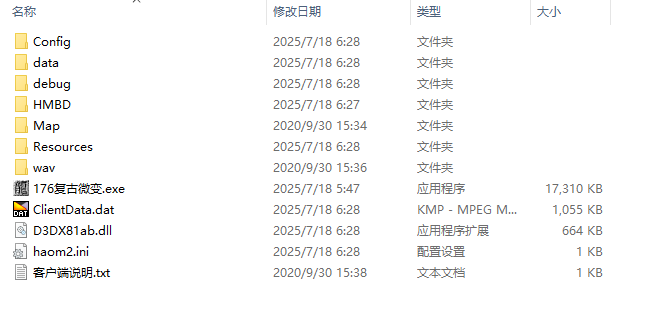 名称 修改日期 类型 大小
Config 2025/7/18 6:28 文件夹
data 2025/7/18 6:28 文件夹
debug 2025/7/18 6:28 文件夹
HMBD 2025/7/18 6:27 文件夹
Map 2020/9/30 15:34 文件夹
Resources 2025/7/18 6:28 文件夹
wav 2020/9/30 15:36 文件夹
176复古微变.exe 2025/7/18 5:47 应用程序 17,310 KB
ClientData.dat 2025/7/18 6:28 KMP - MPEG M... 1,055 KB
D3DX81ab.dll 2025/7/18 6:28 应用程序扩展 664 KB
haom2.ini 2025/7/18 6:28 配置设置 1 KB
客户端说明.txt 2020/9/30 15:38 文本文档 1 KB